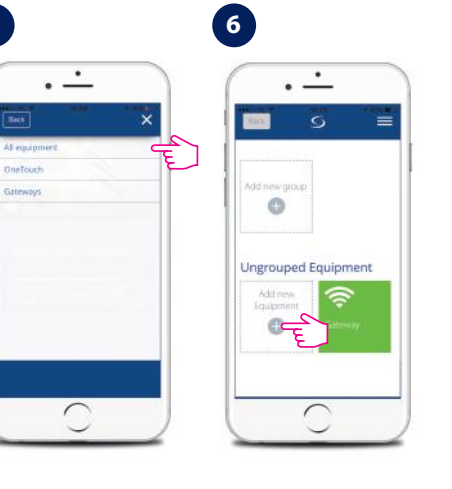 6
Back
All equipment
OneTouch
Gateways
Back
Add new group
Ungrouped Equipment
Add new
Equipment
Gateway